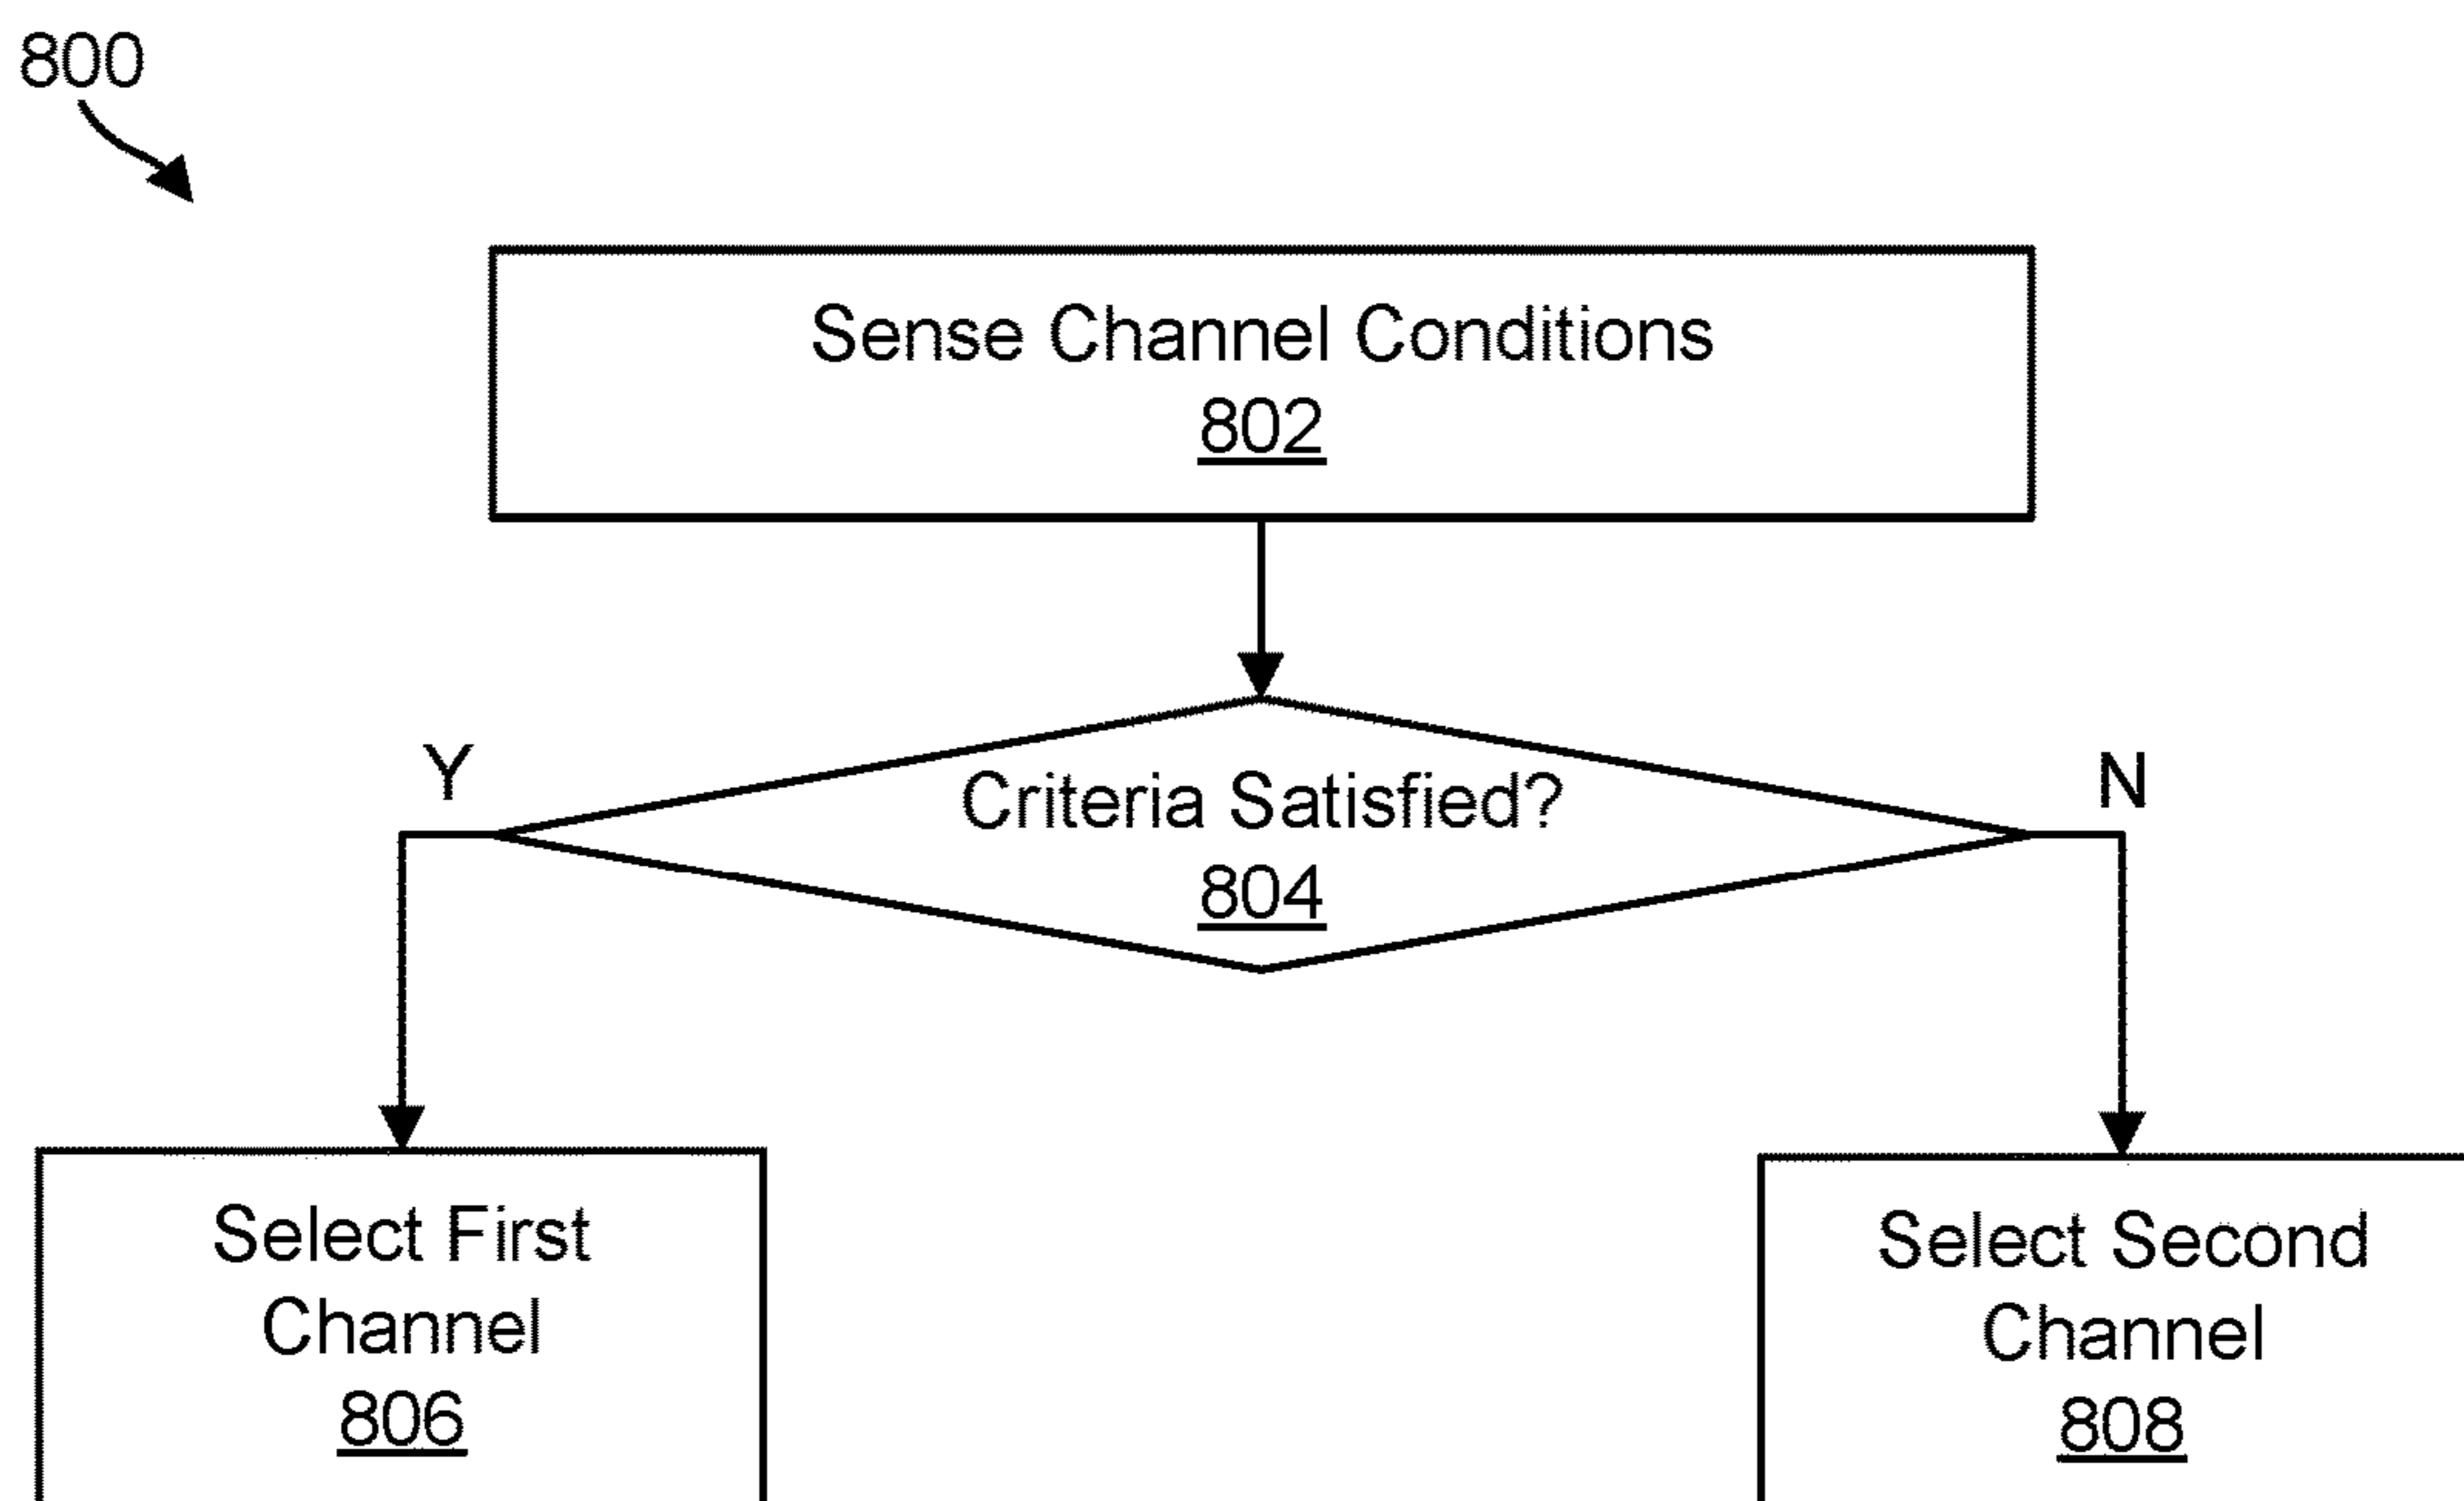 800
Sense Channel Conditions
802
Y
Criteria Satisfied?
N
804
Select First
Channel
806
Select Second
Channel
808